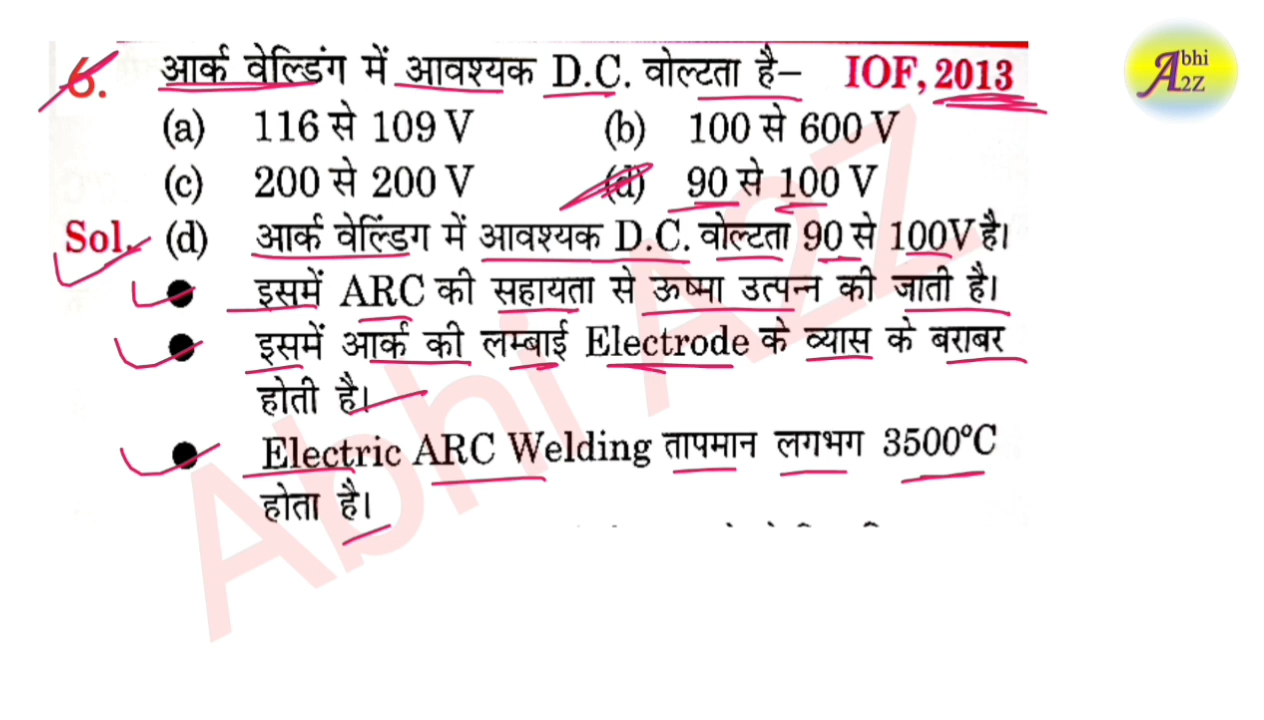 6. आर्क वेल्डिंग में आवश्यक D.C. वोल्टता है– IOF, 2013
(a) 116 से 109 V (b) 100 से 600 V
(c) 200 से 200 V (d) 90 से 100 V
Sol. (d) आर्क वेल्डिंग में आवश्यक D.C. वोल्टता 90 से 100V है।
● इसमें ARC की सहायता से ऊष्मा उत्पन्न की जाती है।
● इसमें आर्क की लम्बाई Electrode के व्यास के बराबर
होती है।
● Electric ARC Welding तापमान लगभग 3500°C
होता है।
Abhi A2Z
Abhi A2Z